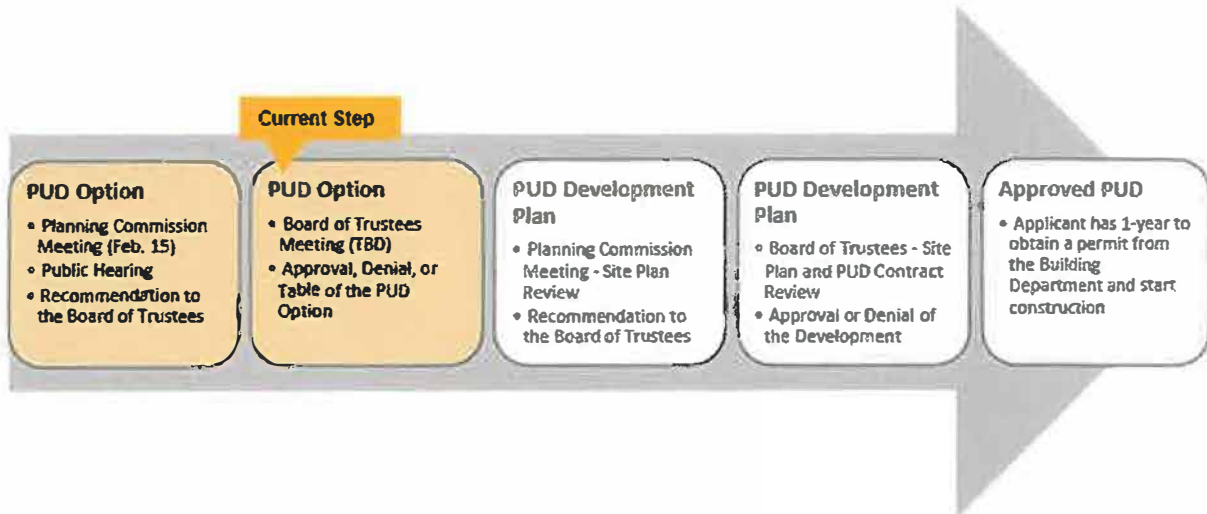 Current Step
PUD Option
• Planning Commission
Meeting (Feb. 15)
• Public Hearing
• Recommendation to
the Board of Trustees
PUD Option
• Board of Trustees
Meeting (TBD)
• Approval, Denial, or
Table of the PUD
Option
PUD Development
Plan
• Planning Commission
Meeting - Site Plan
Review
• Recommendation to
the Board of Trustees
PUD Development
Plan
• Board of Trustees - Site
Plan and PUD Contract
Review
• Approval or Denial of
the Development
Approved PUD
• Applicant has 1-year to
obtain a permit from
the Building
Department and start
construction